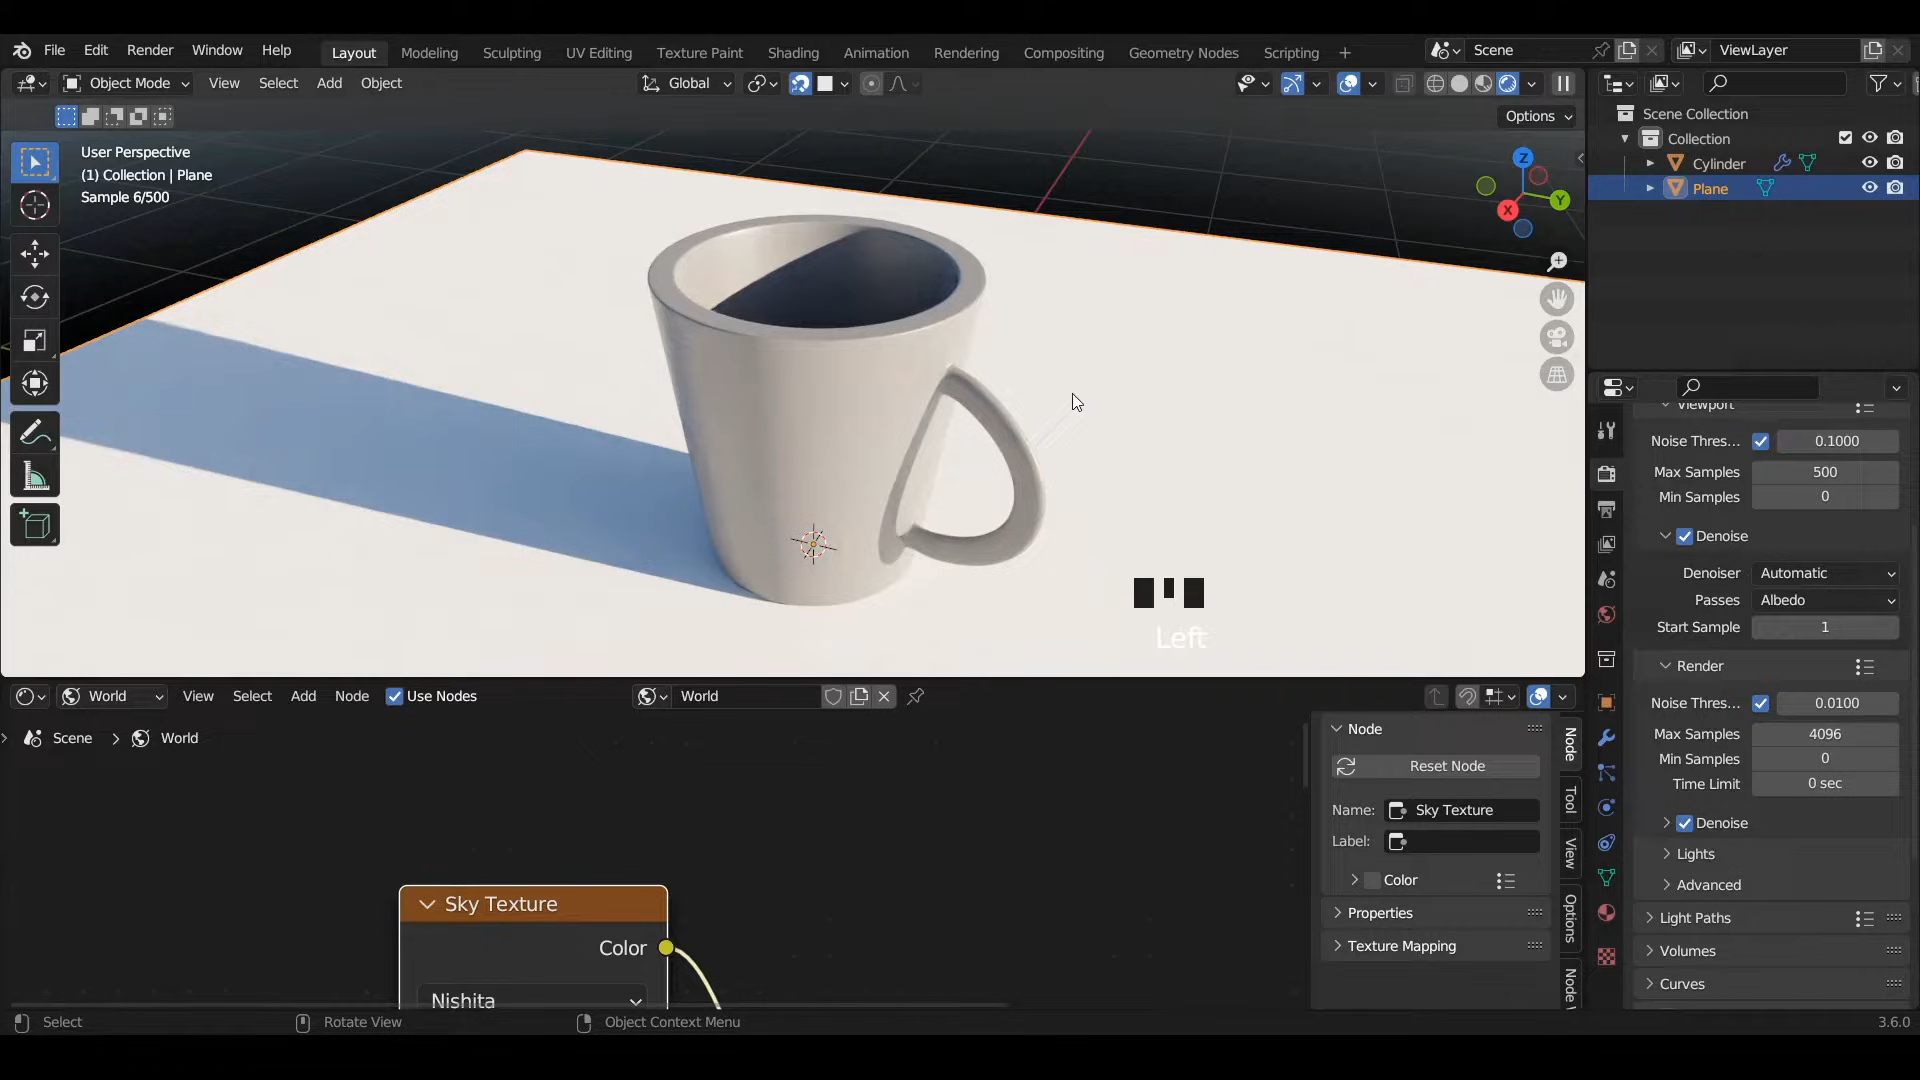 File Edit Render Window Help Layout Modeling Sculpting UV Editing Texture Paint Shading Animation Rendering Compositing Geometry Nodes Scripting + Scene ViewLayer
Object Mode View Select Add Object Global
Options
User Perspective
(1) Collection | Plane
Sample 6/500
Z
Y
X
Left
Scene Collection
Collection
Cylinder
Plane
Viewport
Noise Thres... 0.1000
Max Samples 500
Min Samples 0
Denoise
Denoiser Automatic
Passes Albedo
Start Sample 1
Render
Noise Thres... 0.0100
Max Samples 4096
Min Samples 0
Time Limit 0 sec
Denoise
Lights
Advanced
Light Paths
Volumes
Curves
World View Select Add Node Use Nodes World
Scene > World
Sky Texture
Color
Nishita
Node
Reset Node
Name: Sky Texture
Label:
Color
Properties
Texture Mapping
Node
Tool
View
Options
Select Rotate View Object Context Menu 3.6.0